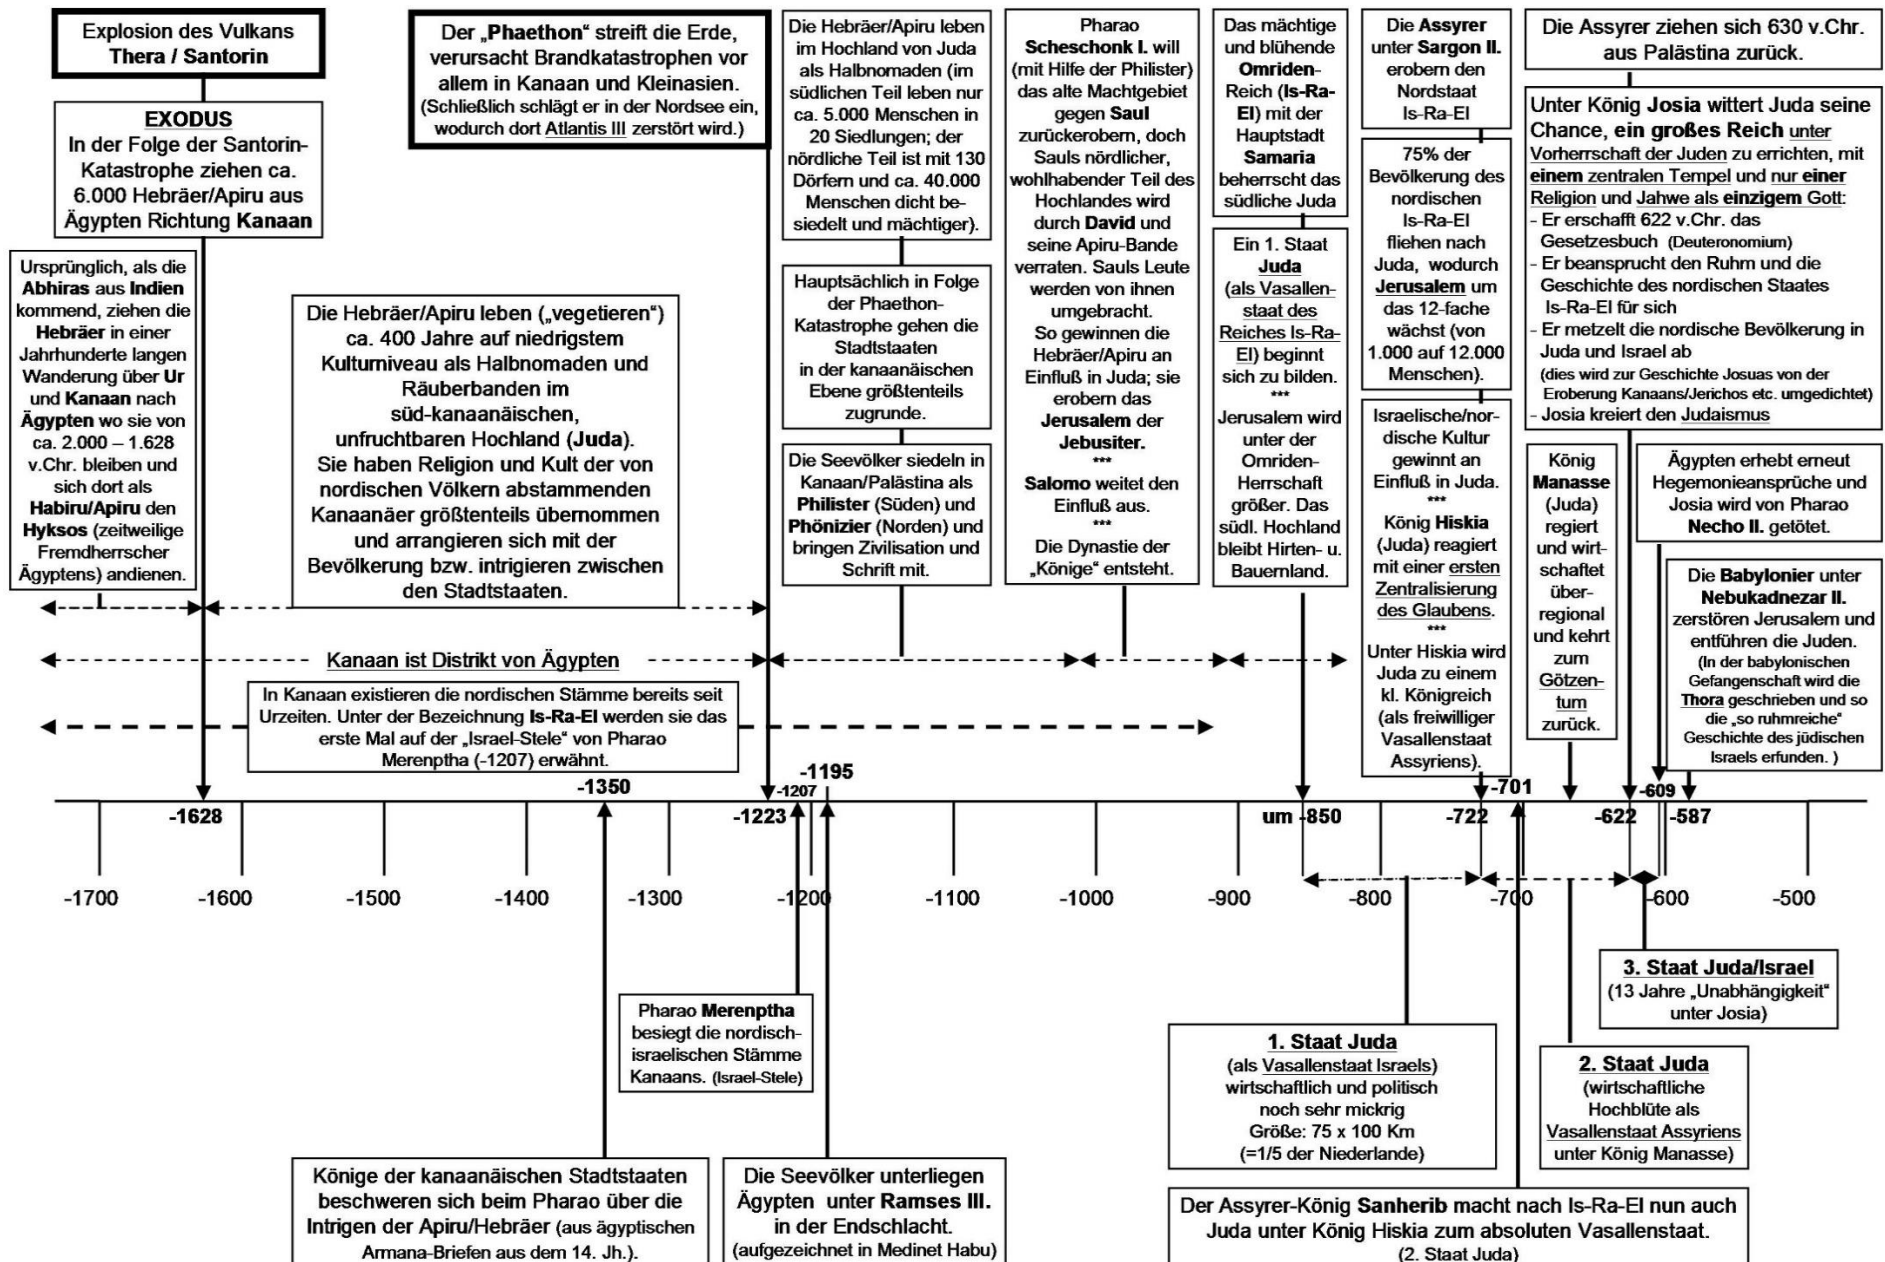 Explosion des Vulkans
Thera / Santorin
EXODUS
In der Folge der Santorin-
Katastrophe ziehen ca.
6.000 Hebräer/Apiru aus
Ägypten Richtung Kanaan
Ursprünglich, als die
Abhiras aus Indien
kommend, ziehen die
Hebräer in einer
Jahrhunderte langen
Wanderung über Ur
und Kanaan nach
Ägypten wo sie von
ca. 2.000 – 1.628
v.Chr. bleiben und
sich dort als
Habiru/Apiru den
Hyksos (zeitweilige
Fremdherrscher
Ägyptens) andienen.
Der „Phaethon“ streift die Erde,
verursacht Brandkatastrophen vor
allem in Kanaan und Kleinasien.
(Schließlich schlägt er in der Nordsee ein,
wodurch dort Atlantis III zerstört wird.)
Die Hebräer/Apiru leben („vegetieren“)
ca. 400 Jahre auf niedrigstem
Kulturniveau als Halbnomaden und
Räuberbanden im
süd-kanaanäischen,
unfruchtbaren Hochland (Juda).
Sie haben Religion und Kult der von
nordischen Völkern abstammenden
Kanaanäer größtenteils übernommen
und arrangieren sich mit der
Bevölkerung bzw. intrigieren zwischen
den Stadtstaaten.
Die Hebräer/Apiru leben
im Hochland von Juda
als Halbnomaden (im
südlichen Teil leben nur
ca. 5.000 Menschen in
20 Siedlungen; der
nördliche Teil ist mit 130
Dörfern und ca. 40.000
Menschen dicht be-
siedelt und mächtiger).
Hauptsächlich in Folge
der Phaethon-
Katastrophe gehen die
Stadtstaaten
in der kanaanäischen
Ebene größtenteils
zugrunde.
Die Seevölker siedeln in
Kanaan/Palästina als
Philister (Süden) und
Phönizier (Norden) und
bringen Zivilisation und
Schrift mit.
Pharao
Scheschonk I. will
(mit Hilfe der Philister)
das alte Machtgebiet
gegen Saul
zurückerobern, doch
Sauls nördlicher,
wohlhabender Teil des
Hochlandes wird
durch David und
seine Apiru-Bande
verraten. Sauls Leute
werden von ihnen
umgebracht.
So gewinnen die
Hebräer/Apiru an
Einfluß in Juda; sie
erobern das
Jerusalem der
Jebusiter.
***
Salomo weitet den
Einfluß aus.
***
Die Dynastie der
„Könige“ entsteht.
Das mächtige
und blühende
Omriden-
Reich (Is-Ra-
El) mit der
Hauptstadt
Samaria
beherrscht das
südliche Juda
Ein 1. Staat
Juda
(als Vasallen-
staat des
Reiches Is-Ra-
El) beginnt
sich zu bilden.
***
Jerusalem wird
unter der
Omriden-
Herrschaft
größer. Das
südl. Hochland
bleibt Hirten- u.
Bauernland.
Die Assyrer
unter Sargon II.
erobern den
Nordstaat
Is-Ra-El
75% der
Bevölkerung des
nordischen
Is-Ra-El
fliehen nach
Juda, wodurch
Jerusalem um
das 12-fache
wächst (von
1.000 auf 12.000
Menschen).
Israelische/nor-
dische Kultur
gewinnt an
Einfluß in Juda.
***
König Hiskia
(Juda) reagiert
mit einer ersten
Zentralisierung
des Glaubens.
***
Unter Hiskia wird
Juda zu einem
kl. Königreich
(als freiwilliger
Vasallenstaat
Assyriens).
Die Assyrer ziehen sich 630 v.Chr.
aus Palästina zurück.
Unter König Josia wittert Juda seine
Chance, ein großes Reich unter
Vorherrschaft der Juden zu errichten, mit
einem zentralen Tempel und nur einer
Religion und Jahwe als einzigem Gott:
- Er erschafft 622 v.Chr. das
Gesetzesbuch (Deuteronomium)
- Er beansprucht den Ruhm und die
Geschichte des nordischen Staates
Is-Ra-El für sich
- Er metzelt die nordische Bevölkerung in
Juda und Israel ab
(dies wird zur Geschichte Josuas von der
Eroberung Kanaans/Jerichos etc. umgedichtet)
- Josia kreiert den Judaismus
König
Manasse
(Juda)
regiert
und wirt-
schaftet
über-
regional
und kehrt
zum
Götzen-
tum
zurück.
Ägypten erhebt erneut
Hegemonieansprüche und
Josia wird von Pharao
Necho II. getötet.
Die Babylonier unter
Nebukadnezar II.
zerstören Jerusalem und
entführen die Juden.
(In der babylonischen
Gefangenschaft wird die
Thora geschrieben und so
die „so ruhmreiche“
Geschichte des jüdischen
Israels erfunden. )
Kanaan ist Distrikt von Ägypten
In Kanaan existieren die nordischen Stämme bereits seit
Urzeiten. Unter der Bezeichnung Is-Ra-El werden sie das
erste Mal auf der „Israel-Stele“ von Pharao
Merenptha (-1207) erwähnt.
-1350
-1207
-1195
-701
-609
-1628
-1223
um -850
-722
-622
-587
-1700
-1600
-1500
-1400
-1300
-1200
-1100
-1000
-900
-800
-700
-600
-500
Pharao Merenptha
besiegt die nordisch-
israelischen Stämme
Kanaans. (Israel-Stele)
3. Staat Juda/Israel
(13 Jahre „Unabhängigkeit“
unter Josia)
1. Staat Juda
(als Vasallenstaat Israels)
wirtschaftlich und politisch
noch sehr mickrig
Größe: 75 x 100 Km
(=1/5 der Niederlande)
2. Staat Juda
(wirtschaftliche
Hochblüte als
Vasallenstaat Assyriens
unter König Manasse)
Könige der kanaanäischen Stadtstaaten
beschweren sich beim Pharao über die
Intrigen der Apiru/Hebräer (aus ägyptischen
Armana-Briefen aus dem 14. Jh.).
Die Seevölker unterliegen
Ägypten unter Ramses III.
in der Endschlacht.
(aufgezeichnet in Medinet Habu)
Der Assyrer-König Sanherib macht nach Is-Ra-El nun auch
Juda unter König Hiskia zum absoluten Vasallenstaat.
(2. Staat Juda)